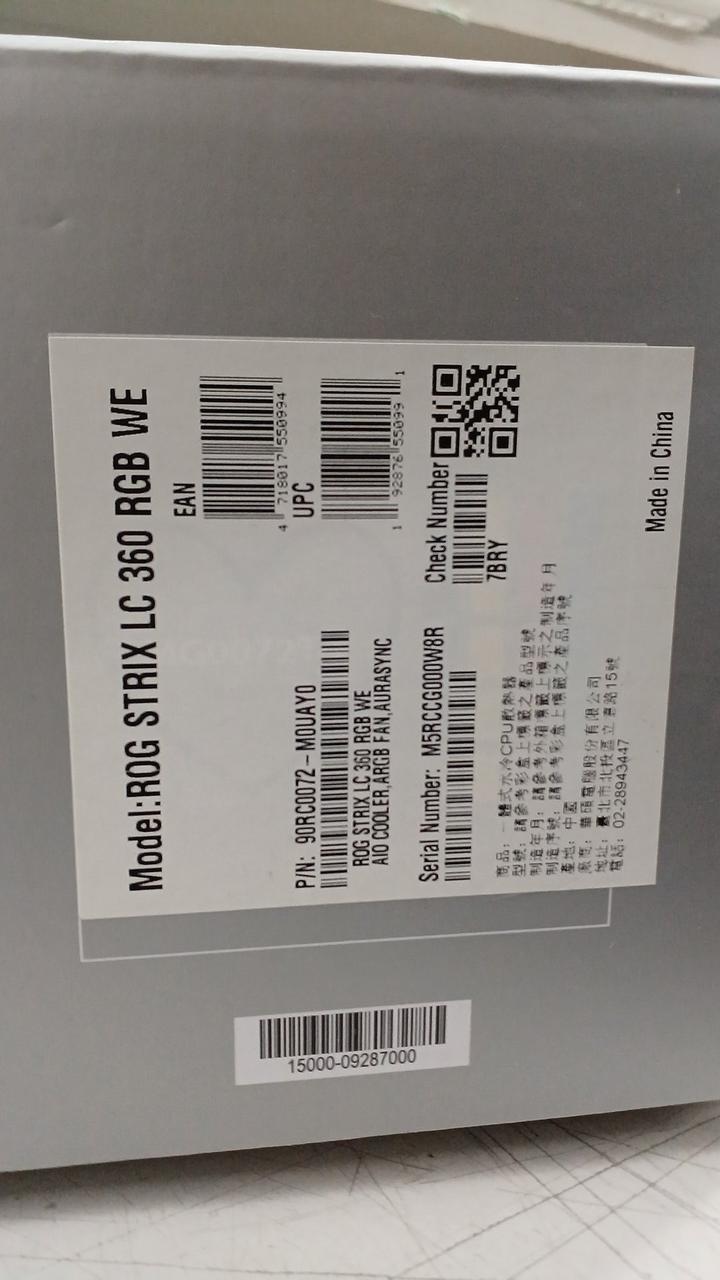 Model:ROG STRIX LC 360 RGB WE
EAN
4 718017 550994
P/N: 90RC0072-M0UAY0
UPC
1 92876 55099 1
ROG STRIX LC 360 RGB WE
AIO COOLER,ARGB FAN,AURASYNC
Serial Number: M5RCCG000W8R
Check Number
7BRY
商品: 一體式水冷CPU散熱器
型號: 請參考彩盒上標籤之產品型號
制造年月: 請參考外箱標籤上標示之制造年月
制造序號: 請參考彩盒上標籤之產品序號
產地: 中國
廠商: 華碩電腦股份有限公司
地址: 臺北市北投區立德路15號
電話: 02-28943447
Made in China
15000-09287000